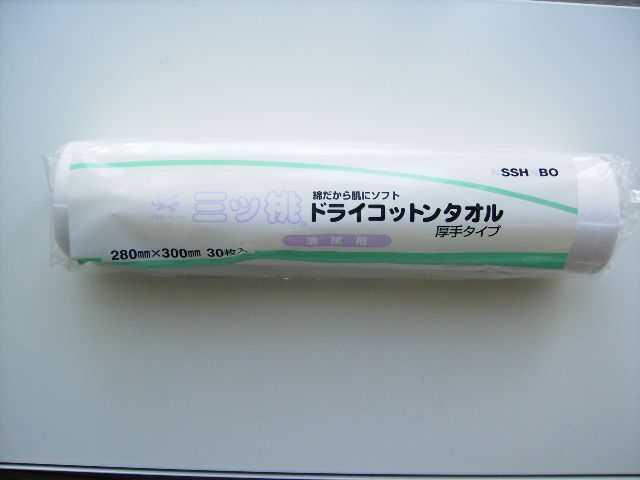 SSH BO
綿だから肌にソフト
三ツ桃®
ドライコットンタオル
厚手タイプ
清拭用
280mm×300mm 30枚入